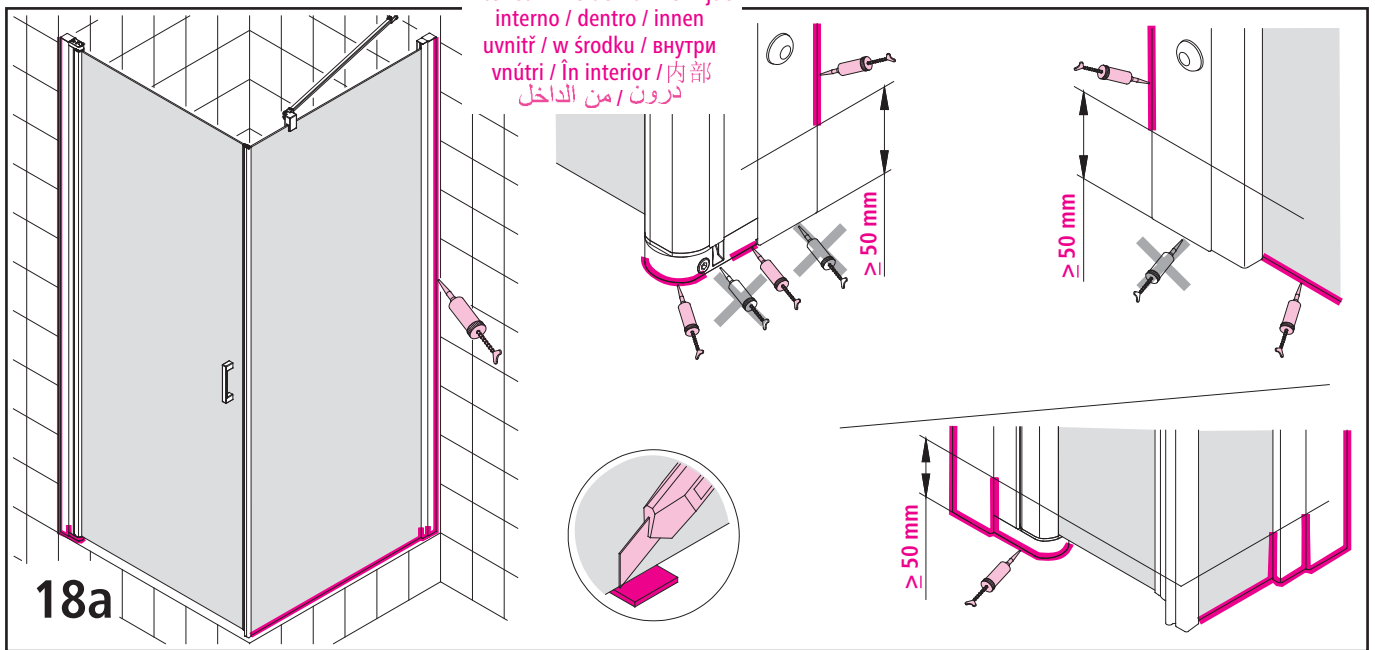 interno / dentro / innen
uvnitř / w środku / внутри
vnútri / În interior / 内部
درون / من الداخل
≥ 50 mm
≥ 50 mm
≥ 50 mm
18a